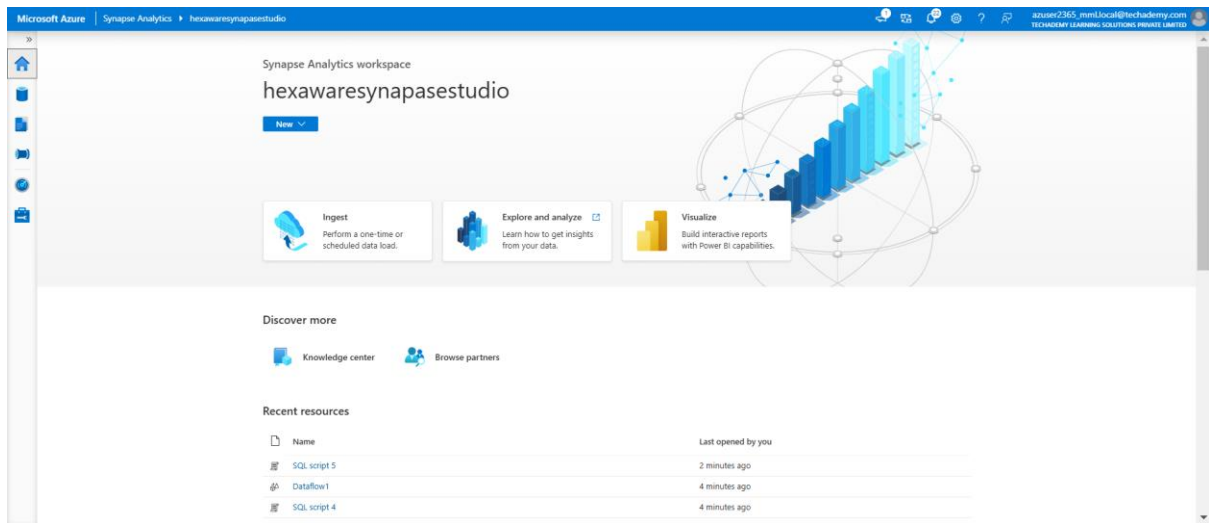 Microsoft Azure | Synapse Analytics ▸ hexawaresynapasestudio
azuser2365_mml.local@techademy.com
TECHADEMY LEARNING SOLUTIONS PRIVATE LIMITED
Synapse Analytics workspace
hexawaresynapasestudio
New
Ingest
Perform a one-time or
scheduled data load.
Explore and analyze
Learn how to get insights
from your data.
Visualize
Build interactive reports
with Power BI capabilities.
Discover more
Knowledge center
Browse partners
Recent resources
Name Last opened by you
SQL script 5 2 minutes ago
Dataflow1 4 minutes ago
SQL script 4 4 minutes ago